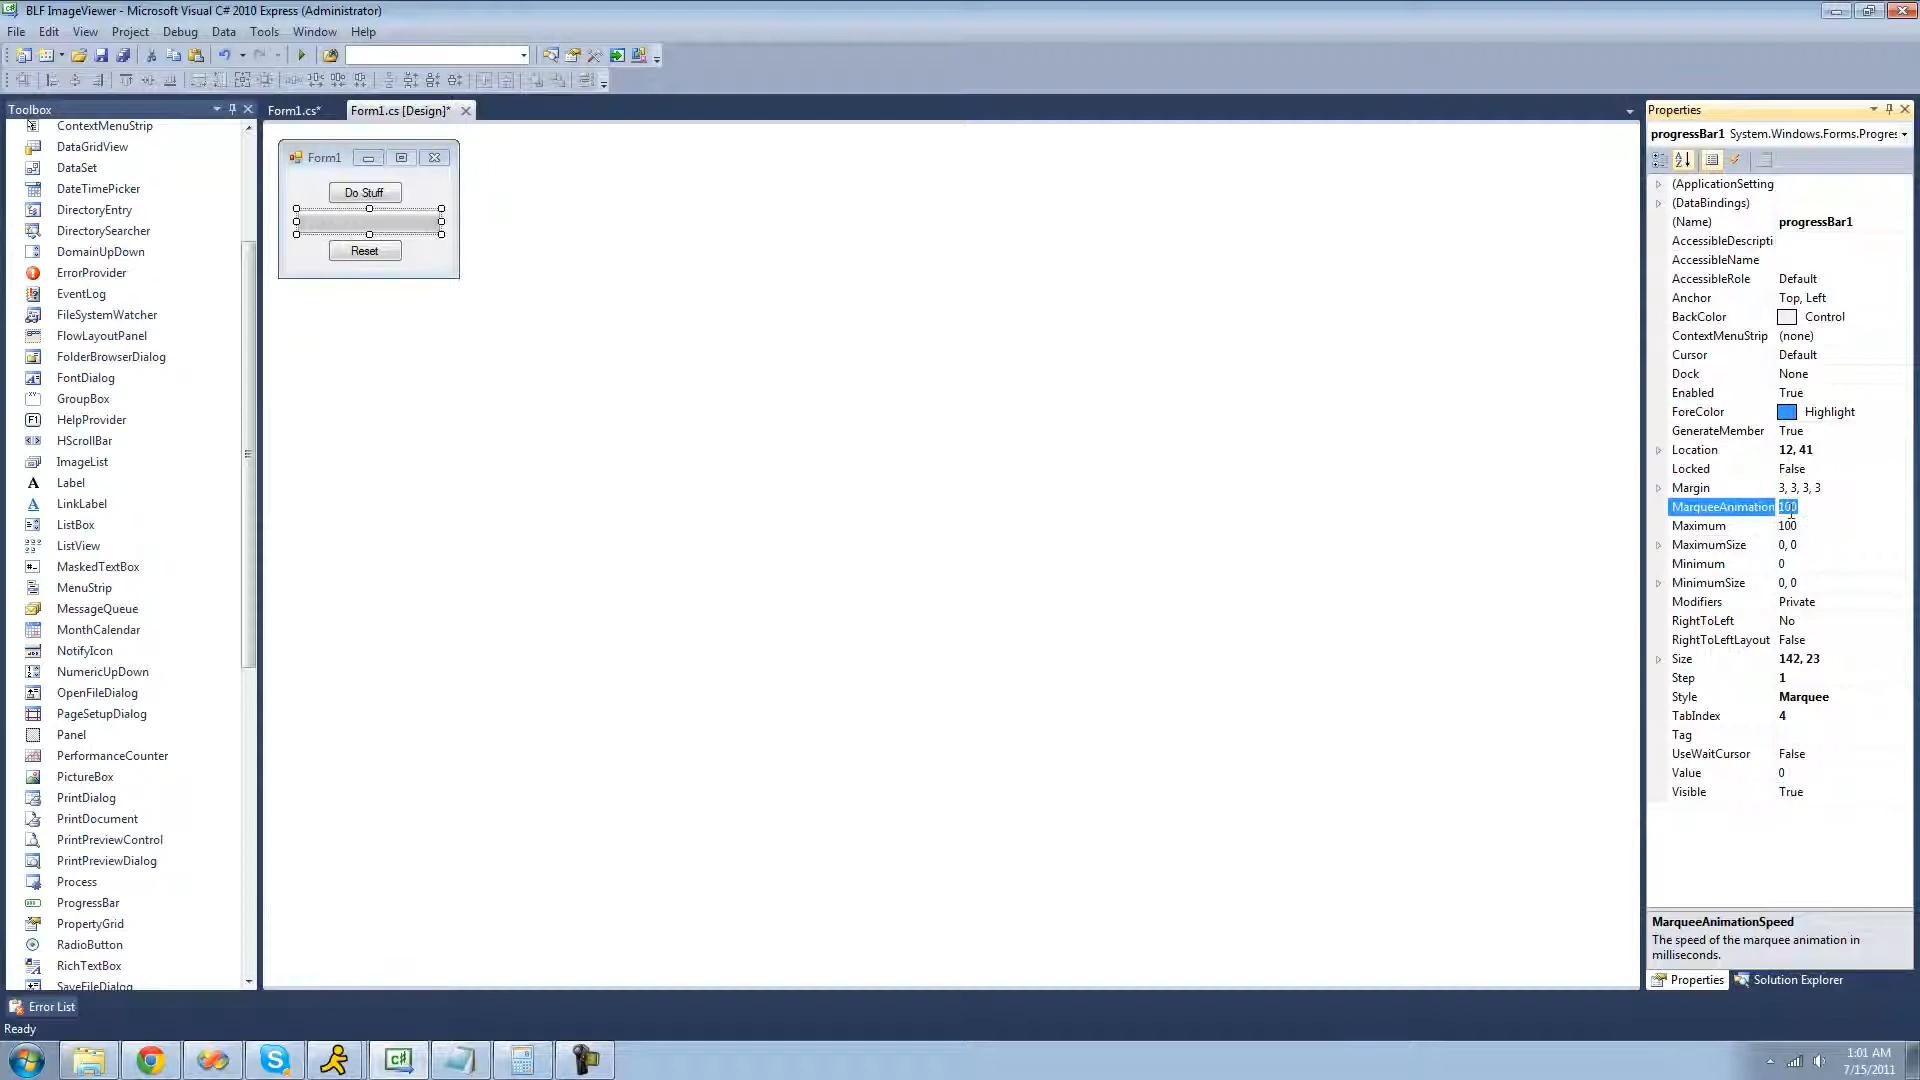 BLF ImageViewer - Microsoft Visual C# 2010 Express (Administrator)
File Edit View Project Debug Data Tools Window Help
Toolbox
Form1.cs*
Form1.cs [Design]*
Properties
ContextMenuStrip
DataGridView
DataSet
DateTimePicker
DirectoryEntry
DirectorySearcher
DomainUpDown
ErrorProvider
EventLog
FileSystemWatcher
FlowLayoutPanel
FolderBrowserDialog
FontDialog
GroupBox
HelpProvider
HScrollBar
ImageList
Label
LinkLabel
ListBox
ListView
MaskedTextBox
MenuStrip
MessageQueue
MonthCalendar
NotifyIcon
NumericUpDown
OpenFileDialog
PageSetupDialog
Panel
PerformanceCounter
PictureBox
PrintDialog
PrintDocument
PrintPreviewControl
PrintPreviewDialog
Process
ProgressBar
PropertyGrid
RadioButton
RichTextBox
SaveFileDialog
Form1
Do Stuff
Reset
progressBar1 System.Windows.Forms.Progres
(ApplicationSetting
(DataBindings)
(Name) progressBar1
AccessibleDescripti
AccessibleName
AccessibleRole Default
Anchor Top, Left
BackColor Control
ContextMenuStrip (none)
Cursor Default
Dock None
Enabled True
ForeColor Highlight
GenerateMember True
Location 12, 41
Locked False
Margin 3, 3, 3, 3
MarqueeAnimation 100
Maximum 100
MaximumSize 0, 0
Minimum 0
MinimumSize 0, 0
Modifiers Private
RightToLeft No
RightToLeftLayout False
Size 142, 23
Step 1
Style Marquee
TabIndex 4
Tag
UseWaitCursor False
Value 0
Visible True
MarqueeAnimationSpeed
The speed of the marquee animation in
milliseconds.
Properties Solution Explorer
Error List
Ready
1:01 AM
7/15/2011